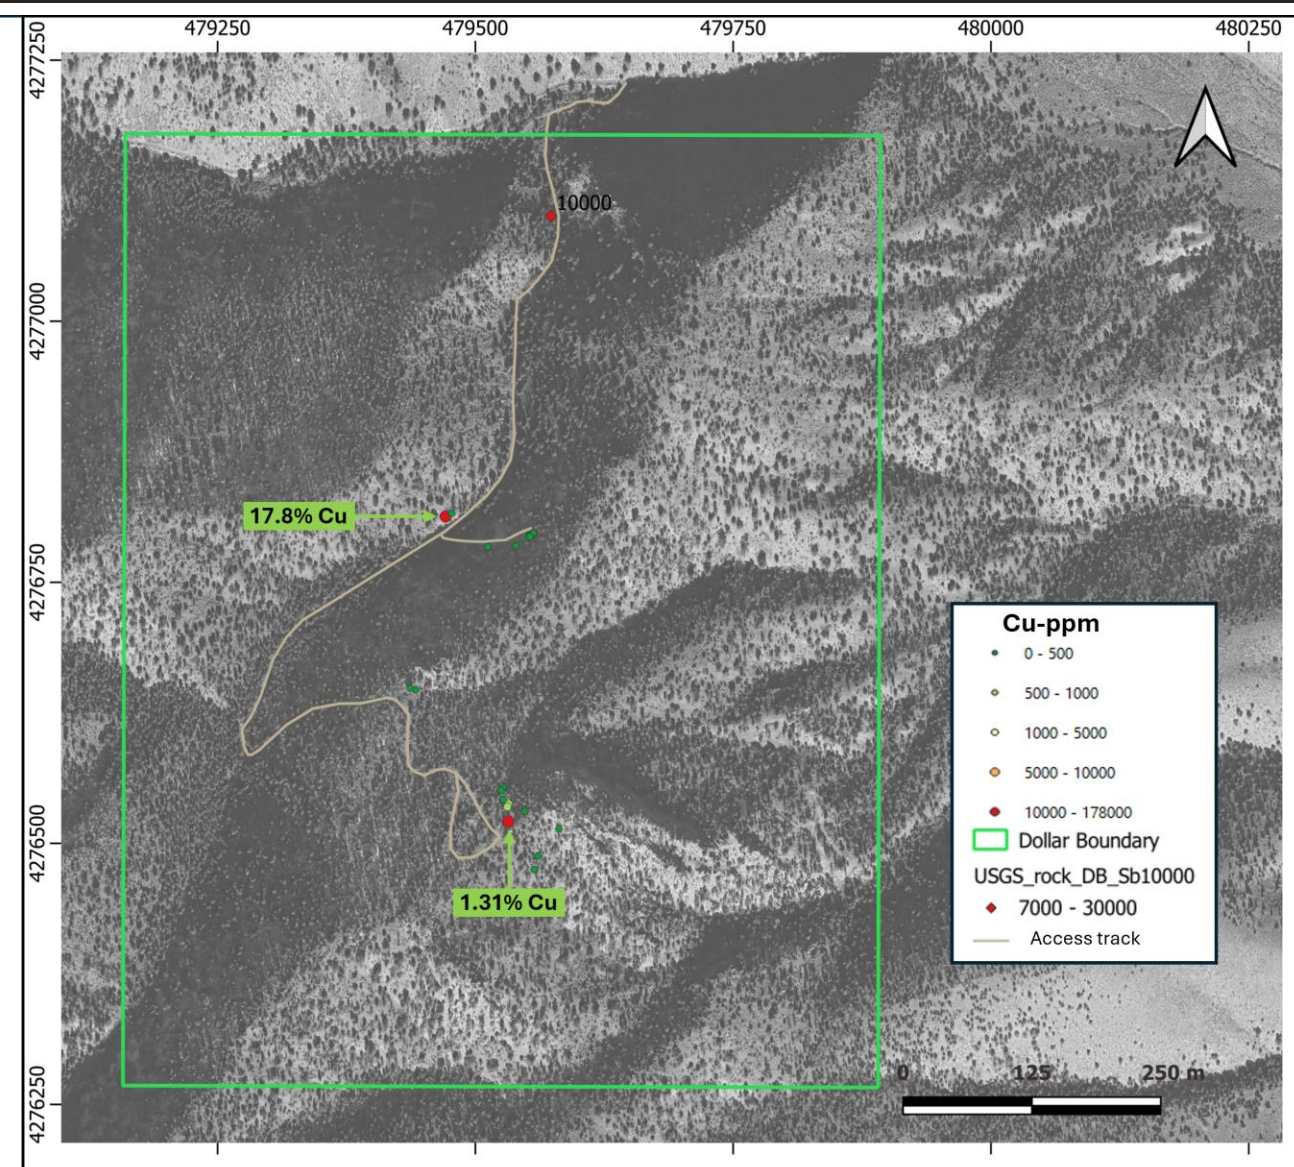 479250 479500 479750 480000 480250
4277250
10000
4277000
17.8% Cu
4276750
Cu-ppm
0 - 500
500 - 1000
1000 - 5000
5000 - 10000
10000 - 178000
Dollar Boundary
USGS_rock_DB_Sb10000
7000 - 30000
Access track
4276500
1.31% Cu
4276250
0 125 250 m